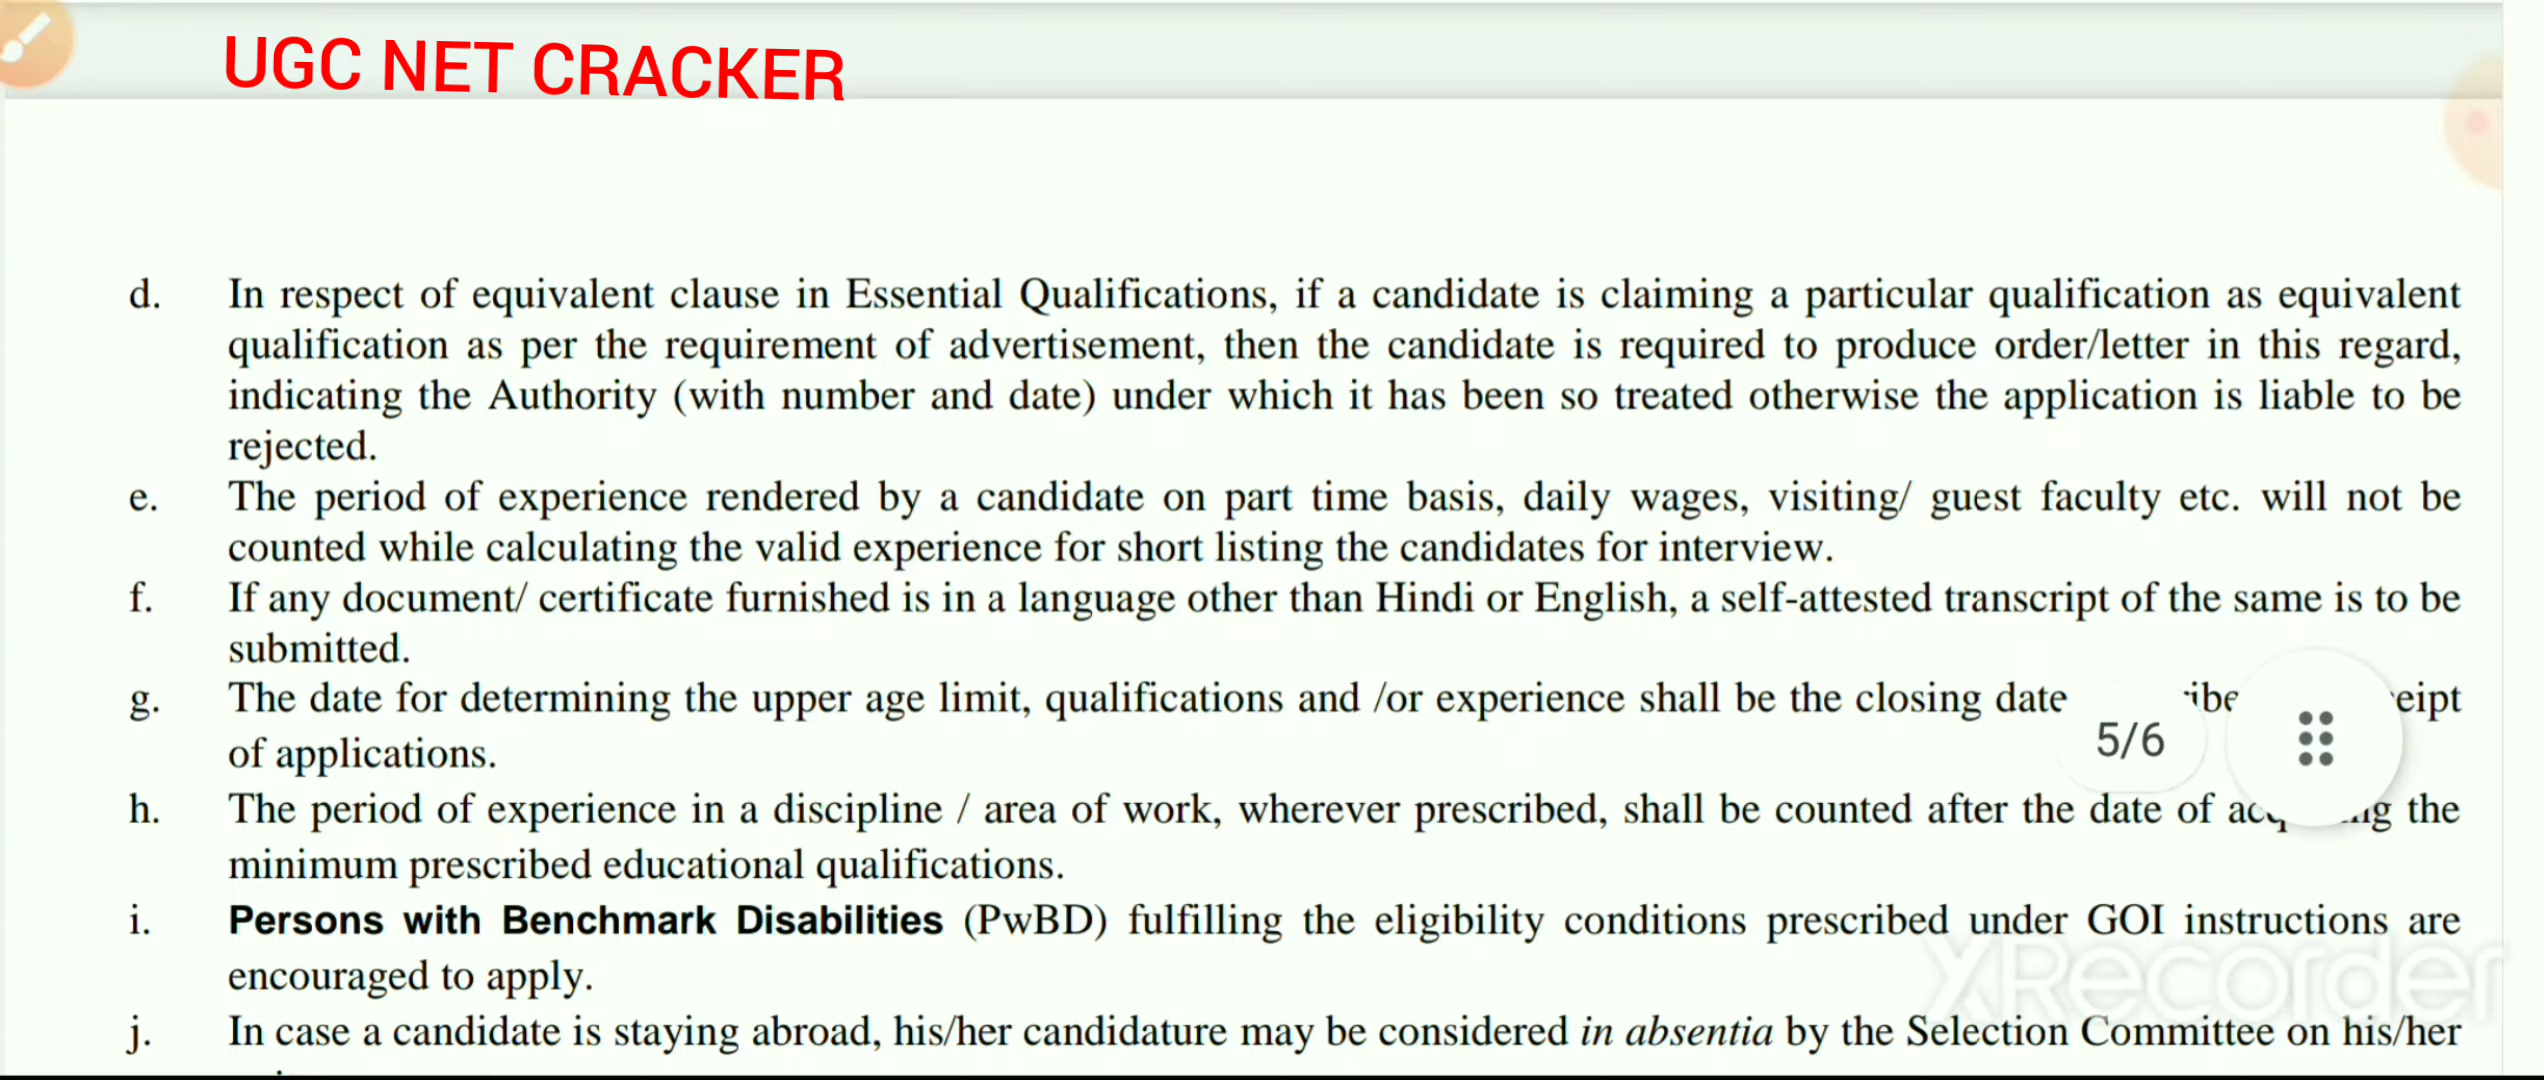 UGC NET CRACKER
d. In respect of equivalent clause in Essential Qualifications, if a candidate is claiming a particular qualification as equivalent
qualification as per the requirement of advertisement, then the candidate is required to produce order/letter in this regard,
indicating the Authority (with number and date) under which it has been so treated otherwise the application is liable to be
rejected.
e. The period of experience rendered by a candidate on part time basis, daily wages, visiting/ guest faculty etc. will not be
counted while calculating the valid experience for short listing the candidates for interview.
f. If any document/ certificate furnished is in a language other than Hindi or English, a self-attested transcript of the same is to be
submitted.
g. The date for determining the upper age limit, qualifications and /or experience shall be the closing date
of applications.
5/6
h. The period of experience in a discipline / area of work, wherever prescribed, shall be counted after the date of the
minimum prescribed educational qualifications.
i. Persons with Benchmark Disabilities (PwBD) fulfilling the eligibility conditions prescribed under GOI instructions are
encouraged to apply.
XRecorder
j. In case a candidate is staying abroad, his/her candidature may be considered in absentia by the Selection Committee on his/her